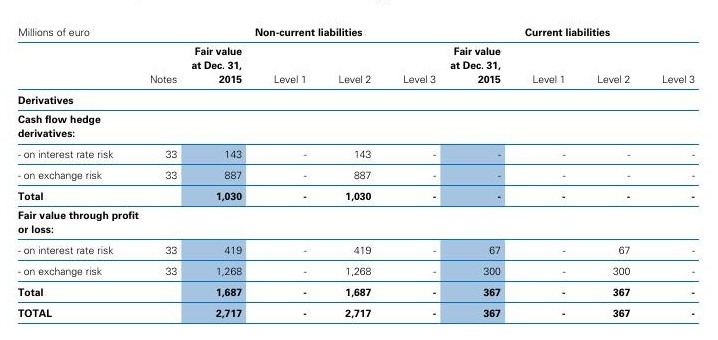 Millions of euro Non-current liabilities Current liabilities
Fair value Fair value
at Dec. 31, at Dec. 31,
Notes 2015 Level 1 Level 2 Level 3 2015 Level 1 Level 2 Level 3
Derivatives
Cash flow hedge
derivatives:
- on interest rate risk 33 143 - 143 - - - - -
- on exchange risk 33 887 - 887 - - - - -
Total 1,030 - 1,030 - - - - -
Fair value through profit
or loss:
- on interest rate risk 33 419 - 419 - 67 - 67 -
- on exchange risk 33 1,268 - 1,268 - 300 - 300 -
Total 1,687 - 1,687 - 367 - 367 -
TOTAL 2,717 - 2,717 - 367 - 367 -